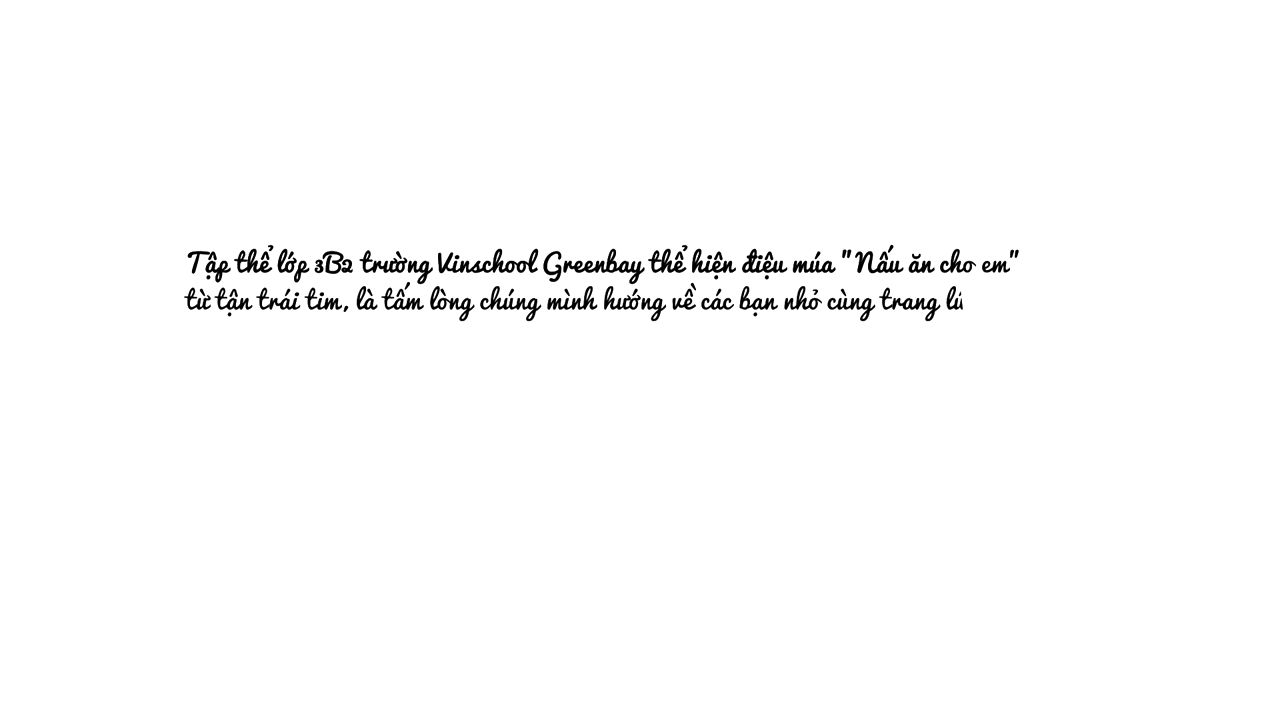 Tập thể lớp 3B2 trường Vinschool Greenbay thể hiện điệu múa "Nấu ăn cho em"
từ tận trái tim, là tấm lòng chúng mình hướng về các bạn nhỏ cùng trang